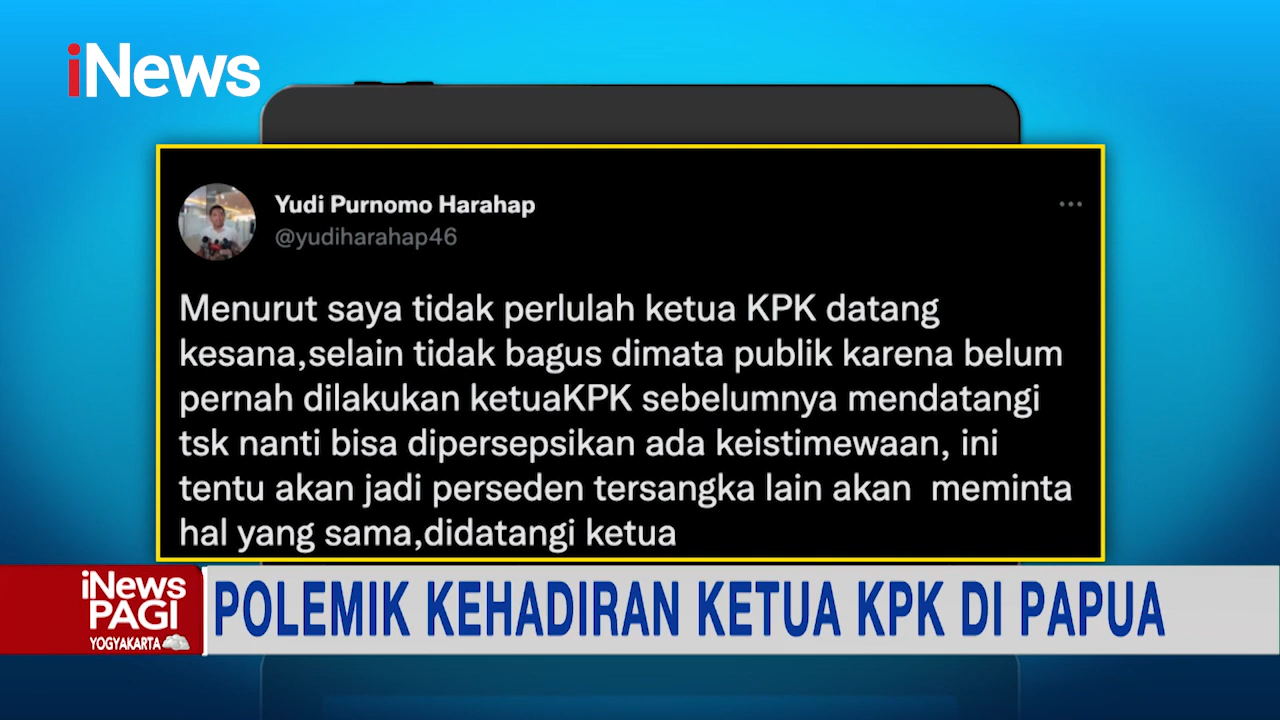 iNews
Yudi Purnomo Harahap
@yudiharahap46
Menurut saya tidak perlulah ketua KPK datang
kesana,selain tidak bagus dimata publik karena belum
pernah dilakukan ketuaKPK sebelumnya mendatangi
tsk nanti bisa dipersepsikan ada keistimewaan, ini
tentu akan jadi perseden tersangka lain akan  meminta
hal yang sama,didatangi ketua
iNews
PAGI
YOGYAKARTA
POLEMIK KEHADIRAN KETUA KPK DI PAPUA